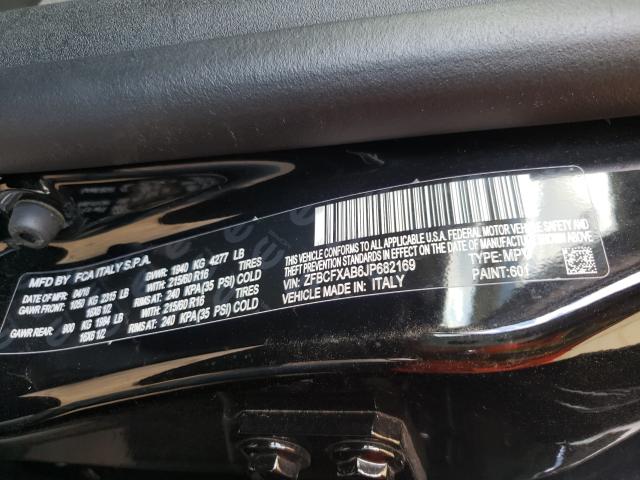 MFD BY FCA ITALY S.P.A.
DATE OF MFR: 04/18 GVWR: 1940 KG 4277 LB
GAWR FRONT: 1050 KG 2315 LB WITH TIRES: 215/60 R16
16X6 1/2 RIMS AT: 240 KPA(35 PSI) COLD
GAWR REAR: 900 KG 1984 LB WITH TIRES: 215/60 R16
16X6 1/2 RIMS AT: 240 KPA(35 PSI) COLD
THIS VEHICLE CONFORMS TO ALL APPLICABLE U.S.A. FEDERAL MOTOR VEHICLE SAFETY AND
THEFT PREVENTION STANDARDS IN EFFECT ON THE DATE OF MANUFACTURE SHOWN ABOVE.
VIN: ZFBCFXAB6JP682169 TYPE: MPV
VEHICLE MADE IN: ITALY PAINT: 601